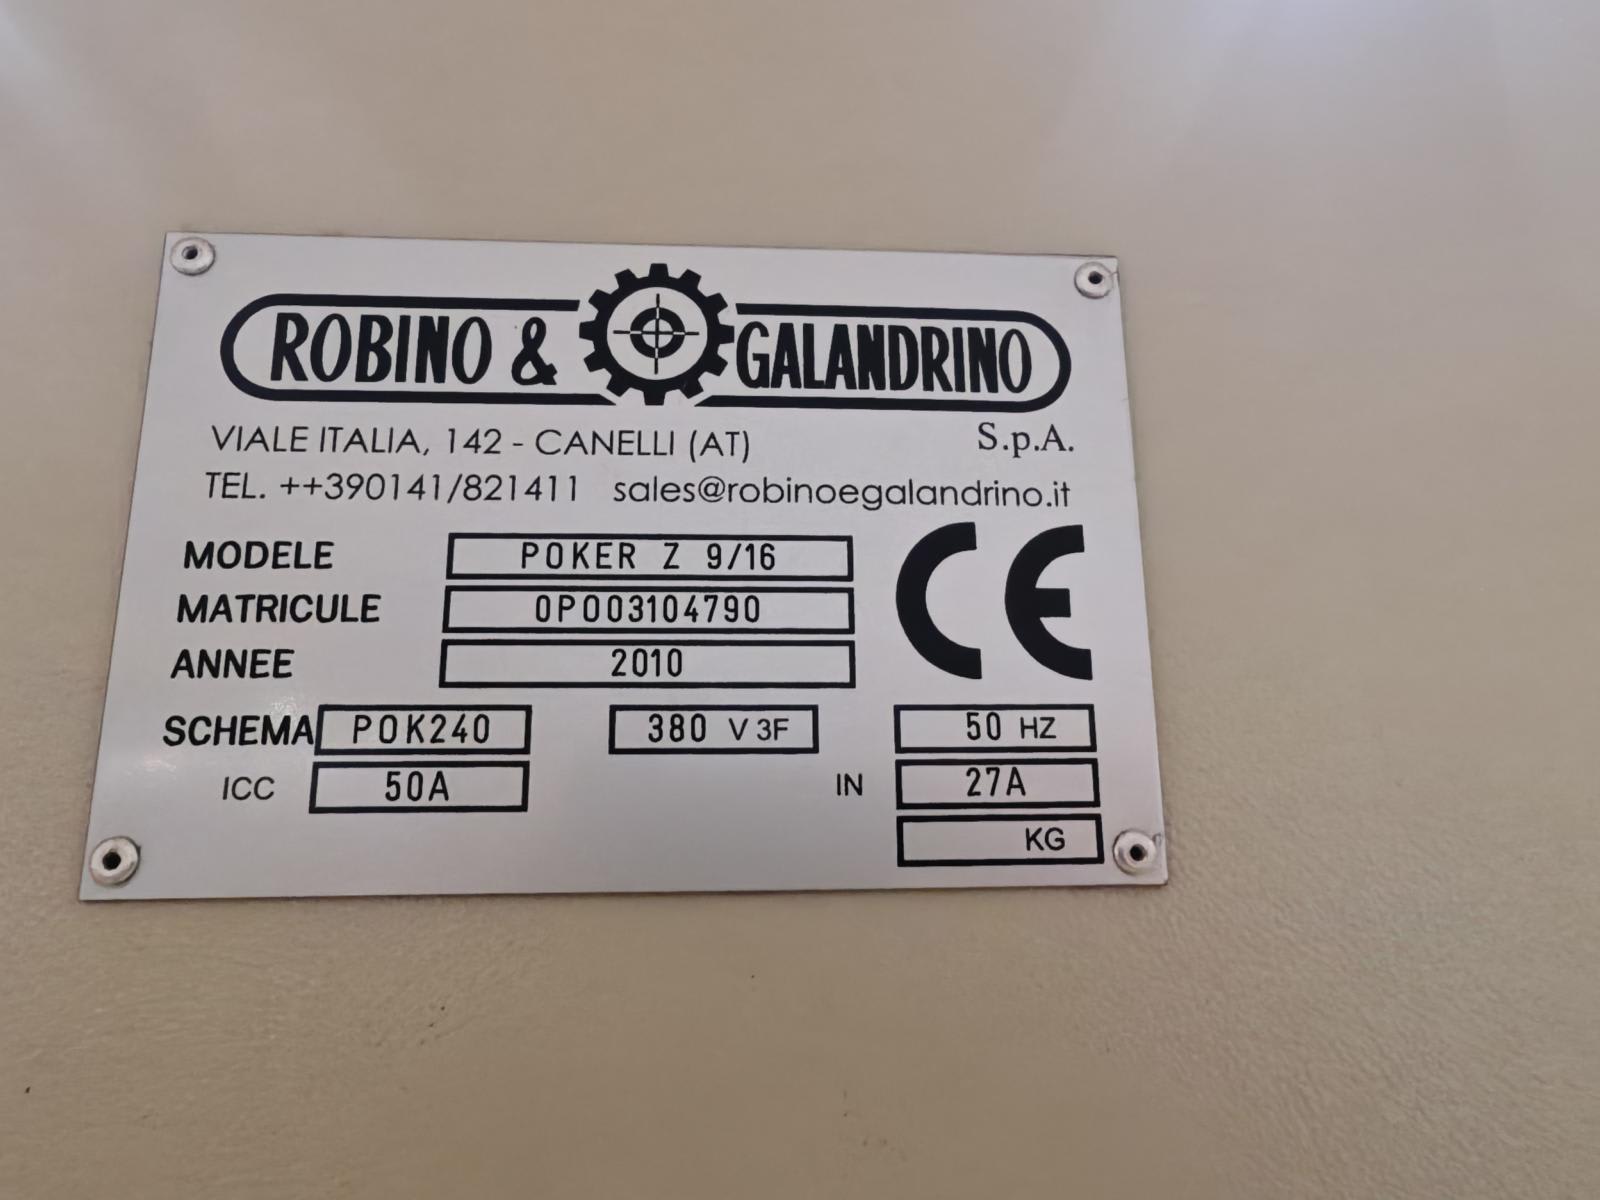 ROBINO & GALANDRINO
S.p.A.
VIALE ITALIA, 142 - CANELLI (AT)
TEL. ++390141/821411 sales@robinoegalandrino.it
MODELE POKER Z 9/16
MATRICULE 0P003104790
ANNEE 2010
CE
SCHEMA POK240 380 V 3F 50 HZ
ICC 50A IN 27A
KG